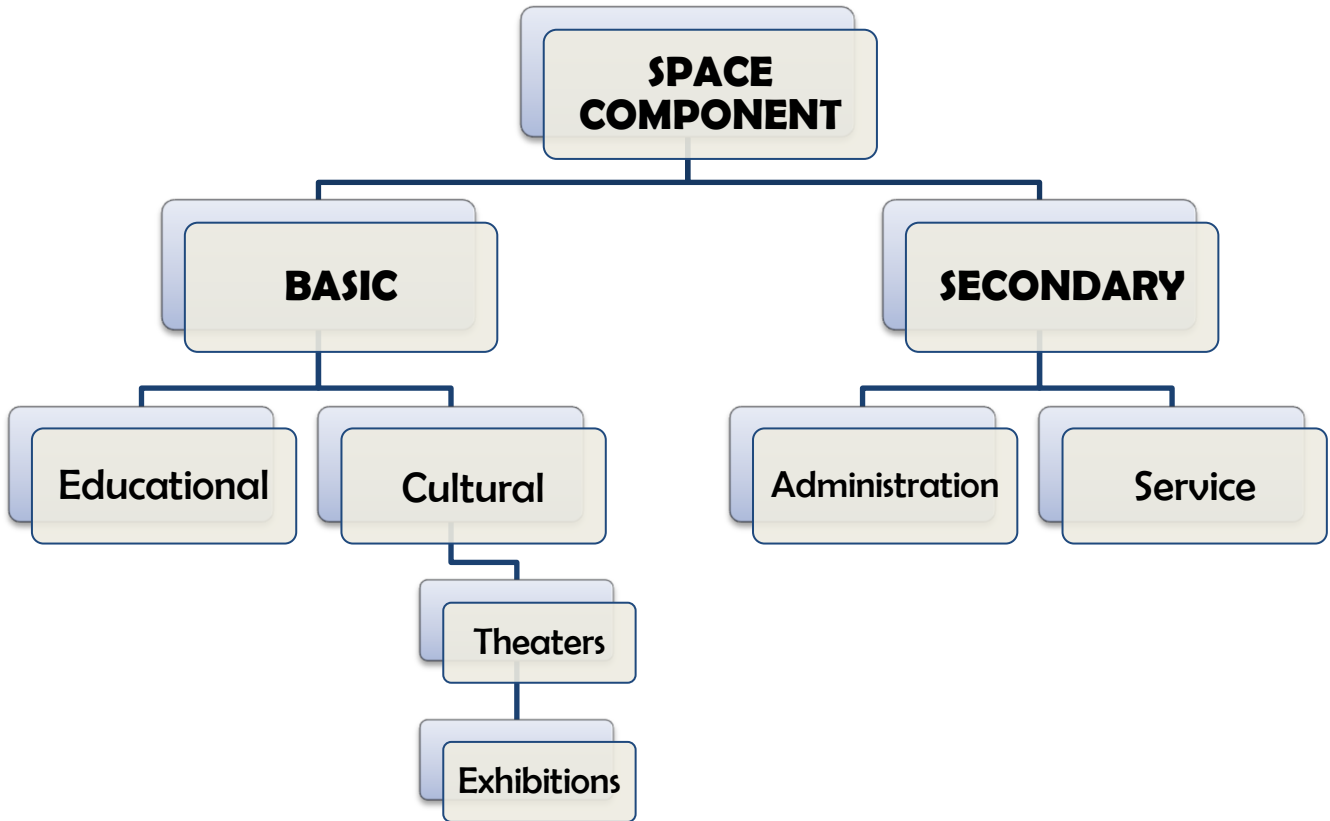 SPACE
COMPONENT
BASIC
SECONDARY
Educational
Cultural
Administration
Service
Theaters
Exhibitions